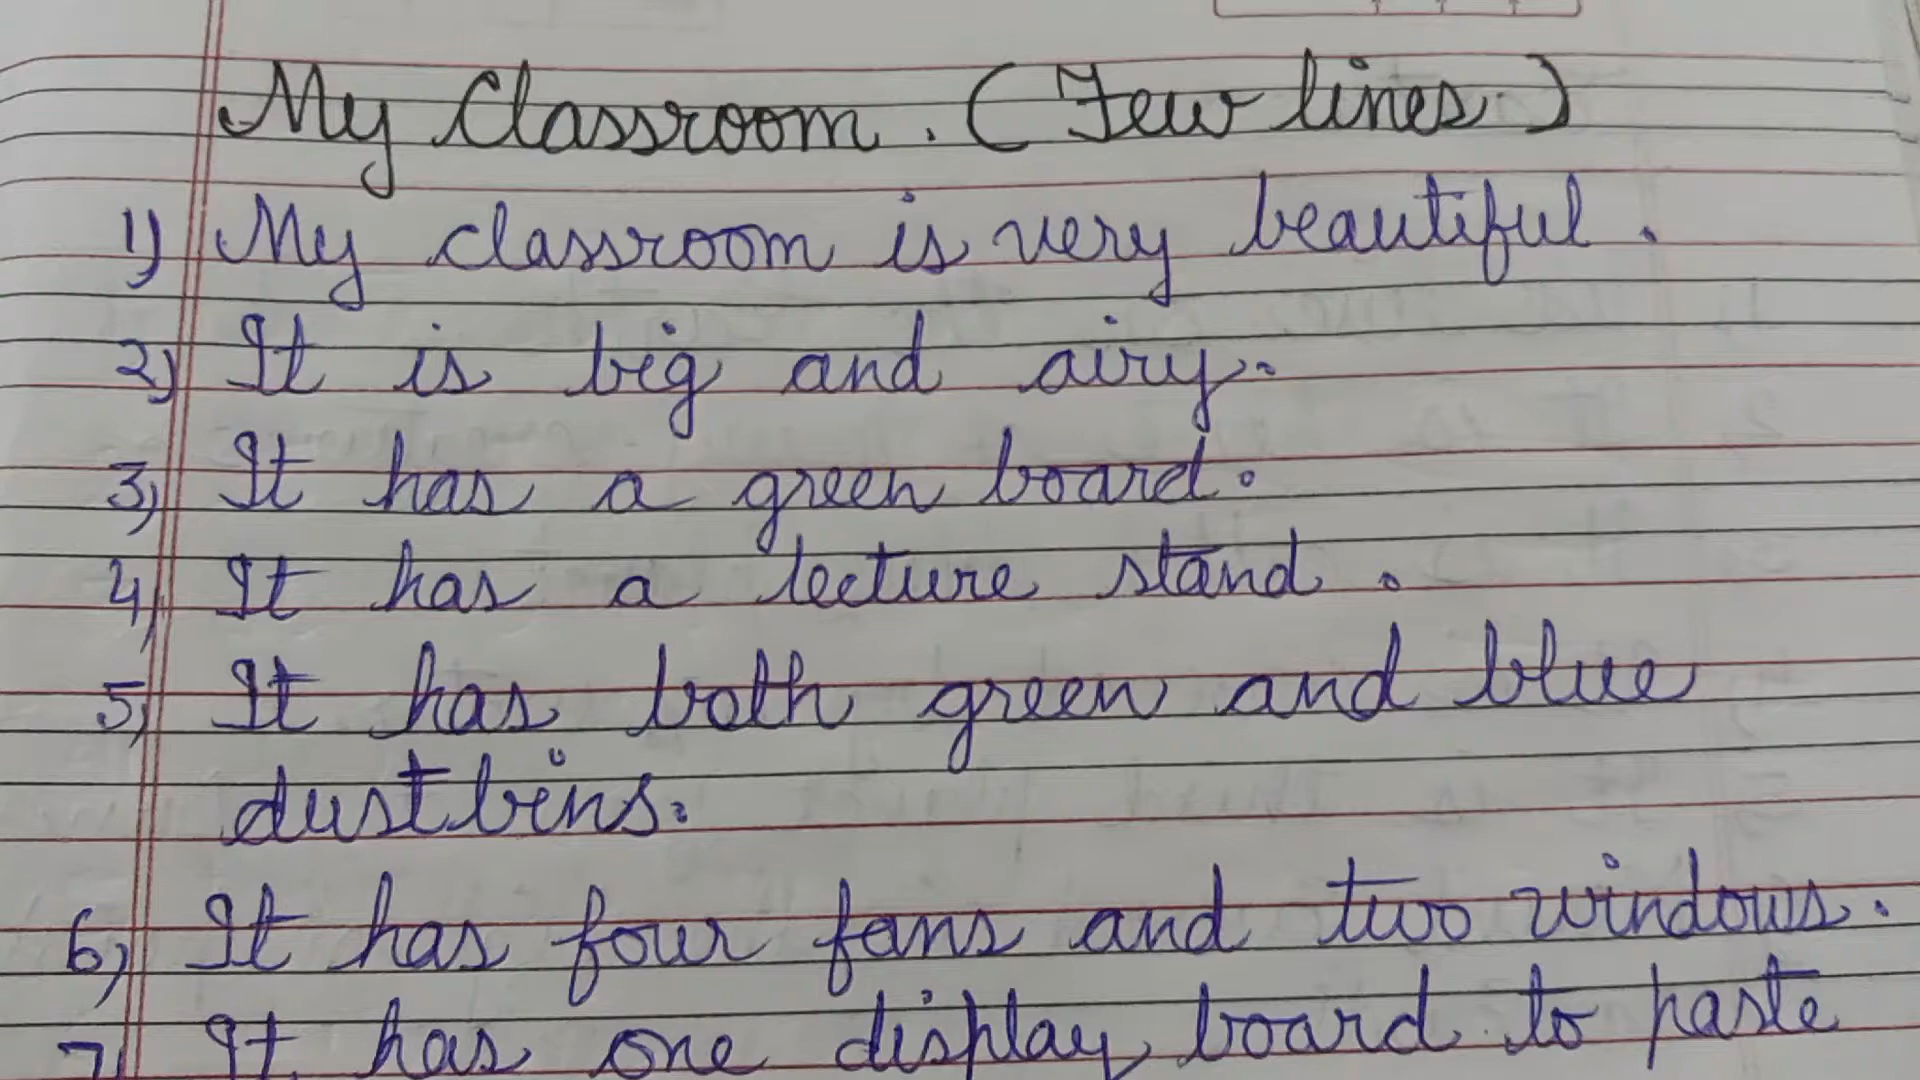 My Classroom. (Few lines.)
1) My classroom is very beautiful.
2) It is big and airy.
3) It has a green board.
4) It has a lecture stand.
5) It has both green and blue
dustbins.
6) It has four fans and two windows.
7) It has one display board to paste